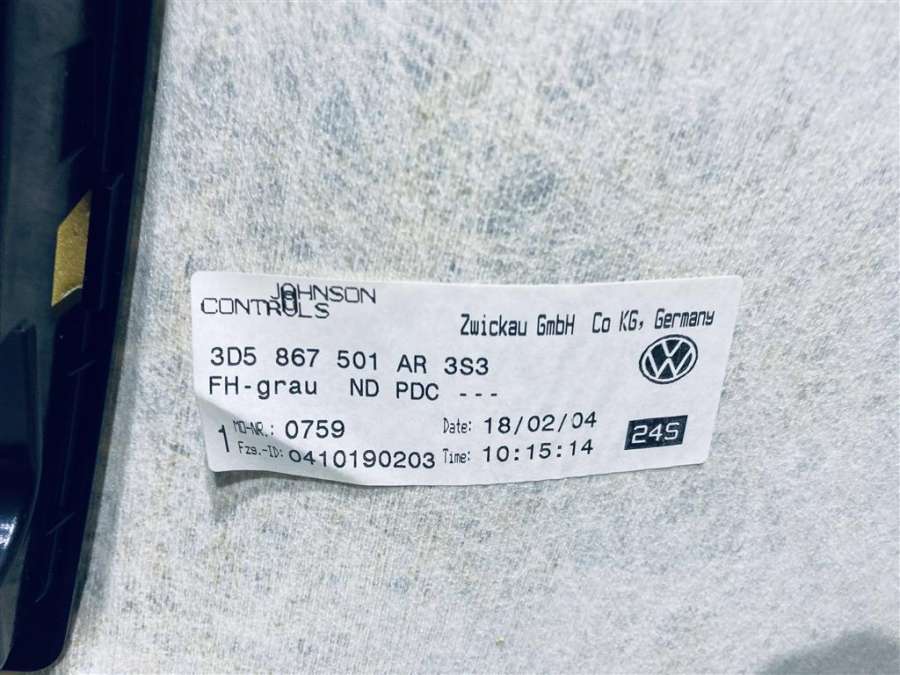 JOHNSON
CONTROLS
Zwickau GmbH Co KG, Germany
3D5 867 501 AR 3S3
FH-grau ND PDC ---
1
MO-NR.: 0759
Date: 18/02/04
Fzg.-ID: 0410190203
Time: 10:15:14
24S